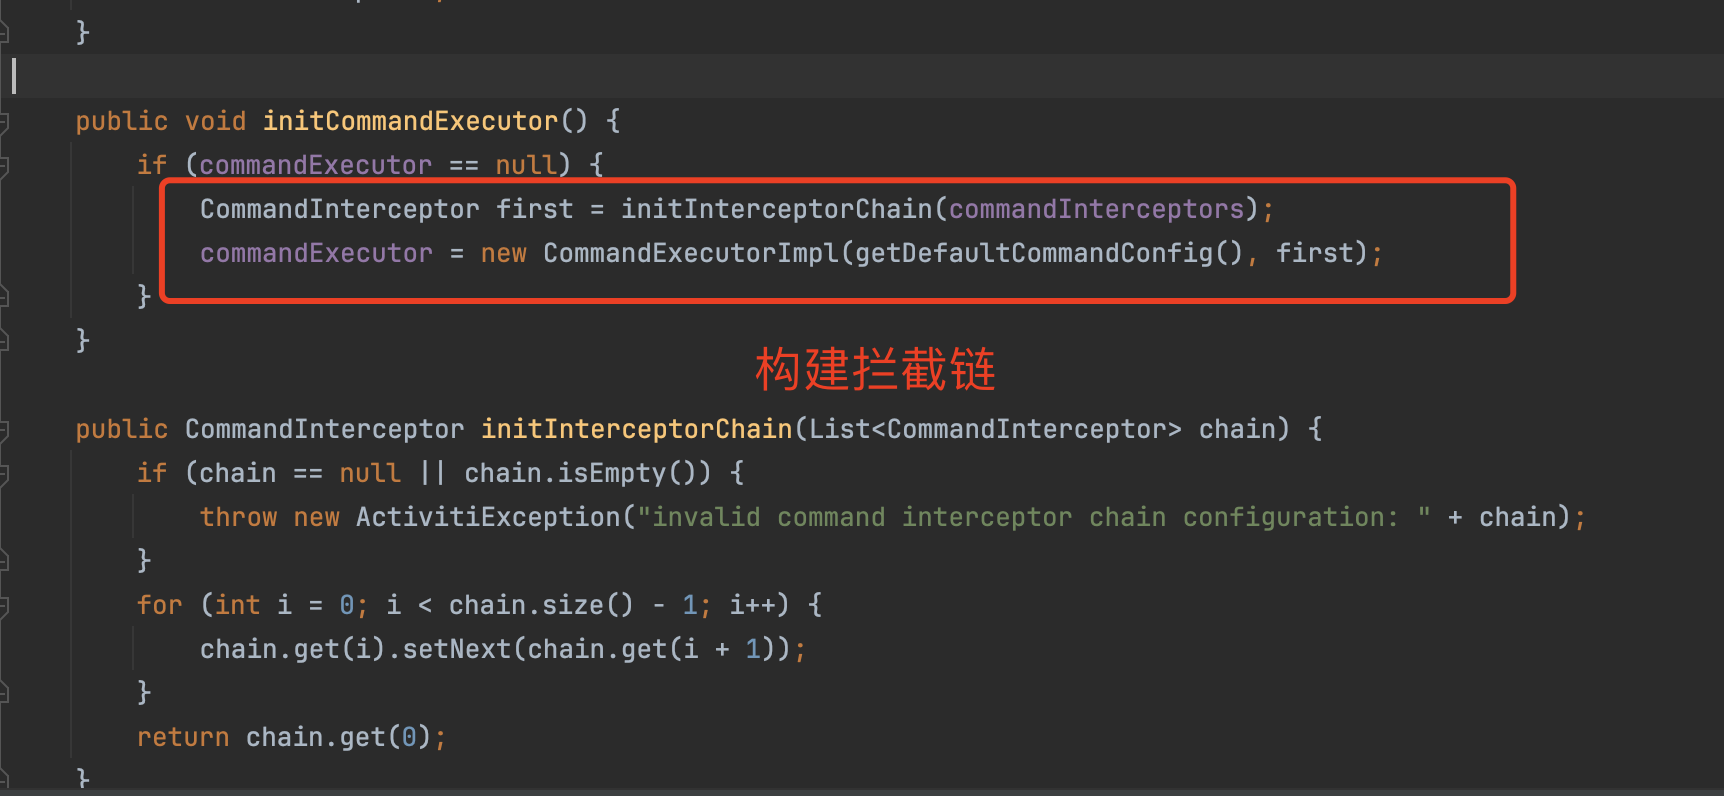 }
public void initCommandExecutor() {
if (commandExecutor == null) {
CommandInterceptor first = initInterceptorChain(commandInterceptors);
commandExecutor = new CommandExecutorImpl(getDefaultCommandConfig(), first);
}
}
构建拦截链
public CommandInterceptor initInterceptorChain(List<CommandInterceptor> chain) {
if (chain == null || chain.isEmpty()) {
throw new ActivitiException("invalid command interceptor chain configuration: " + chain);
}
for (int i = 0; i < chain.size() - 1; i++) {
chain.get(i).setNext(chain.get(i + 1));
}
return chain.get(0);
}